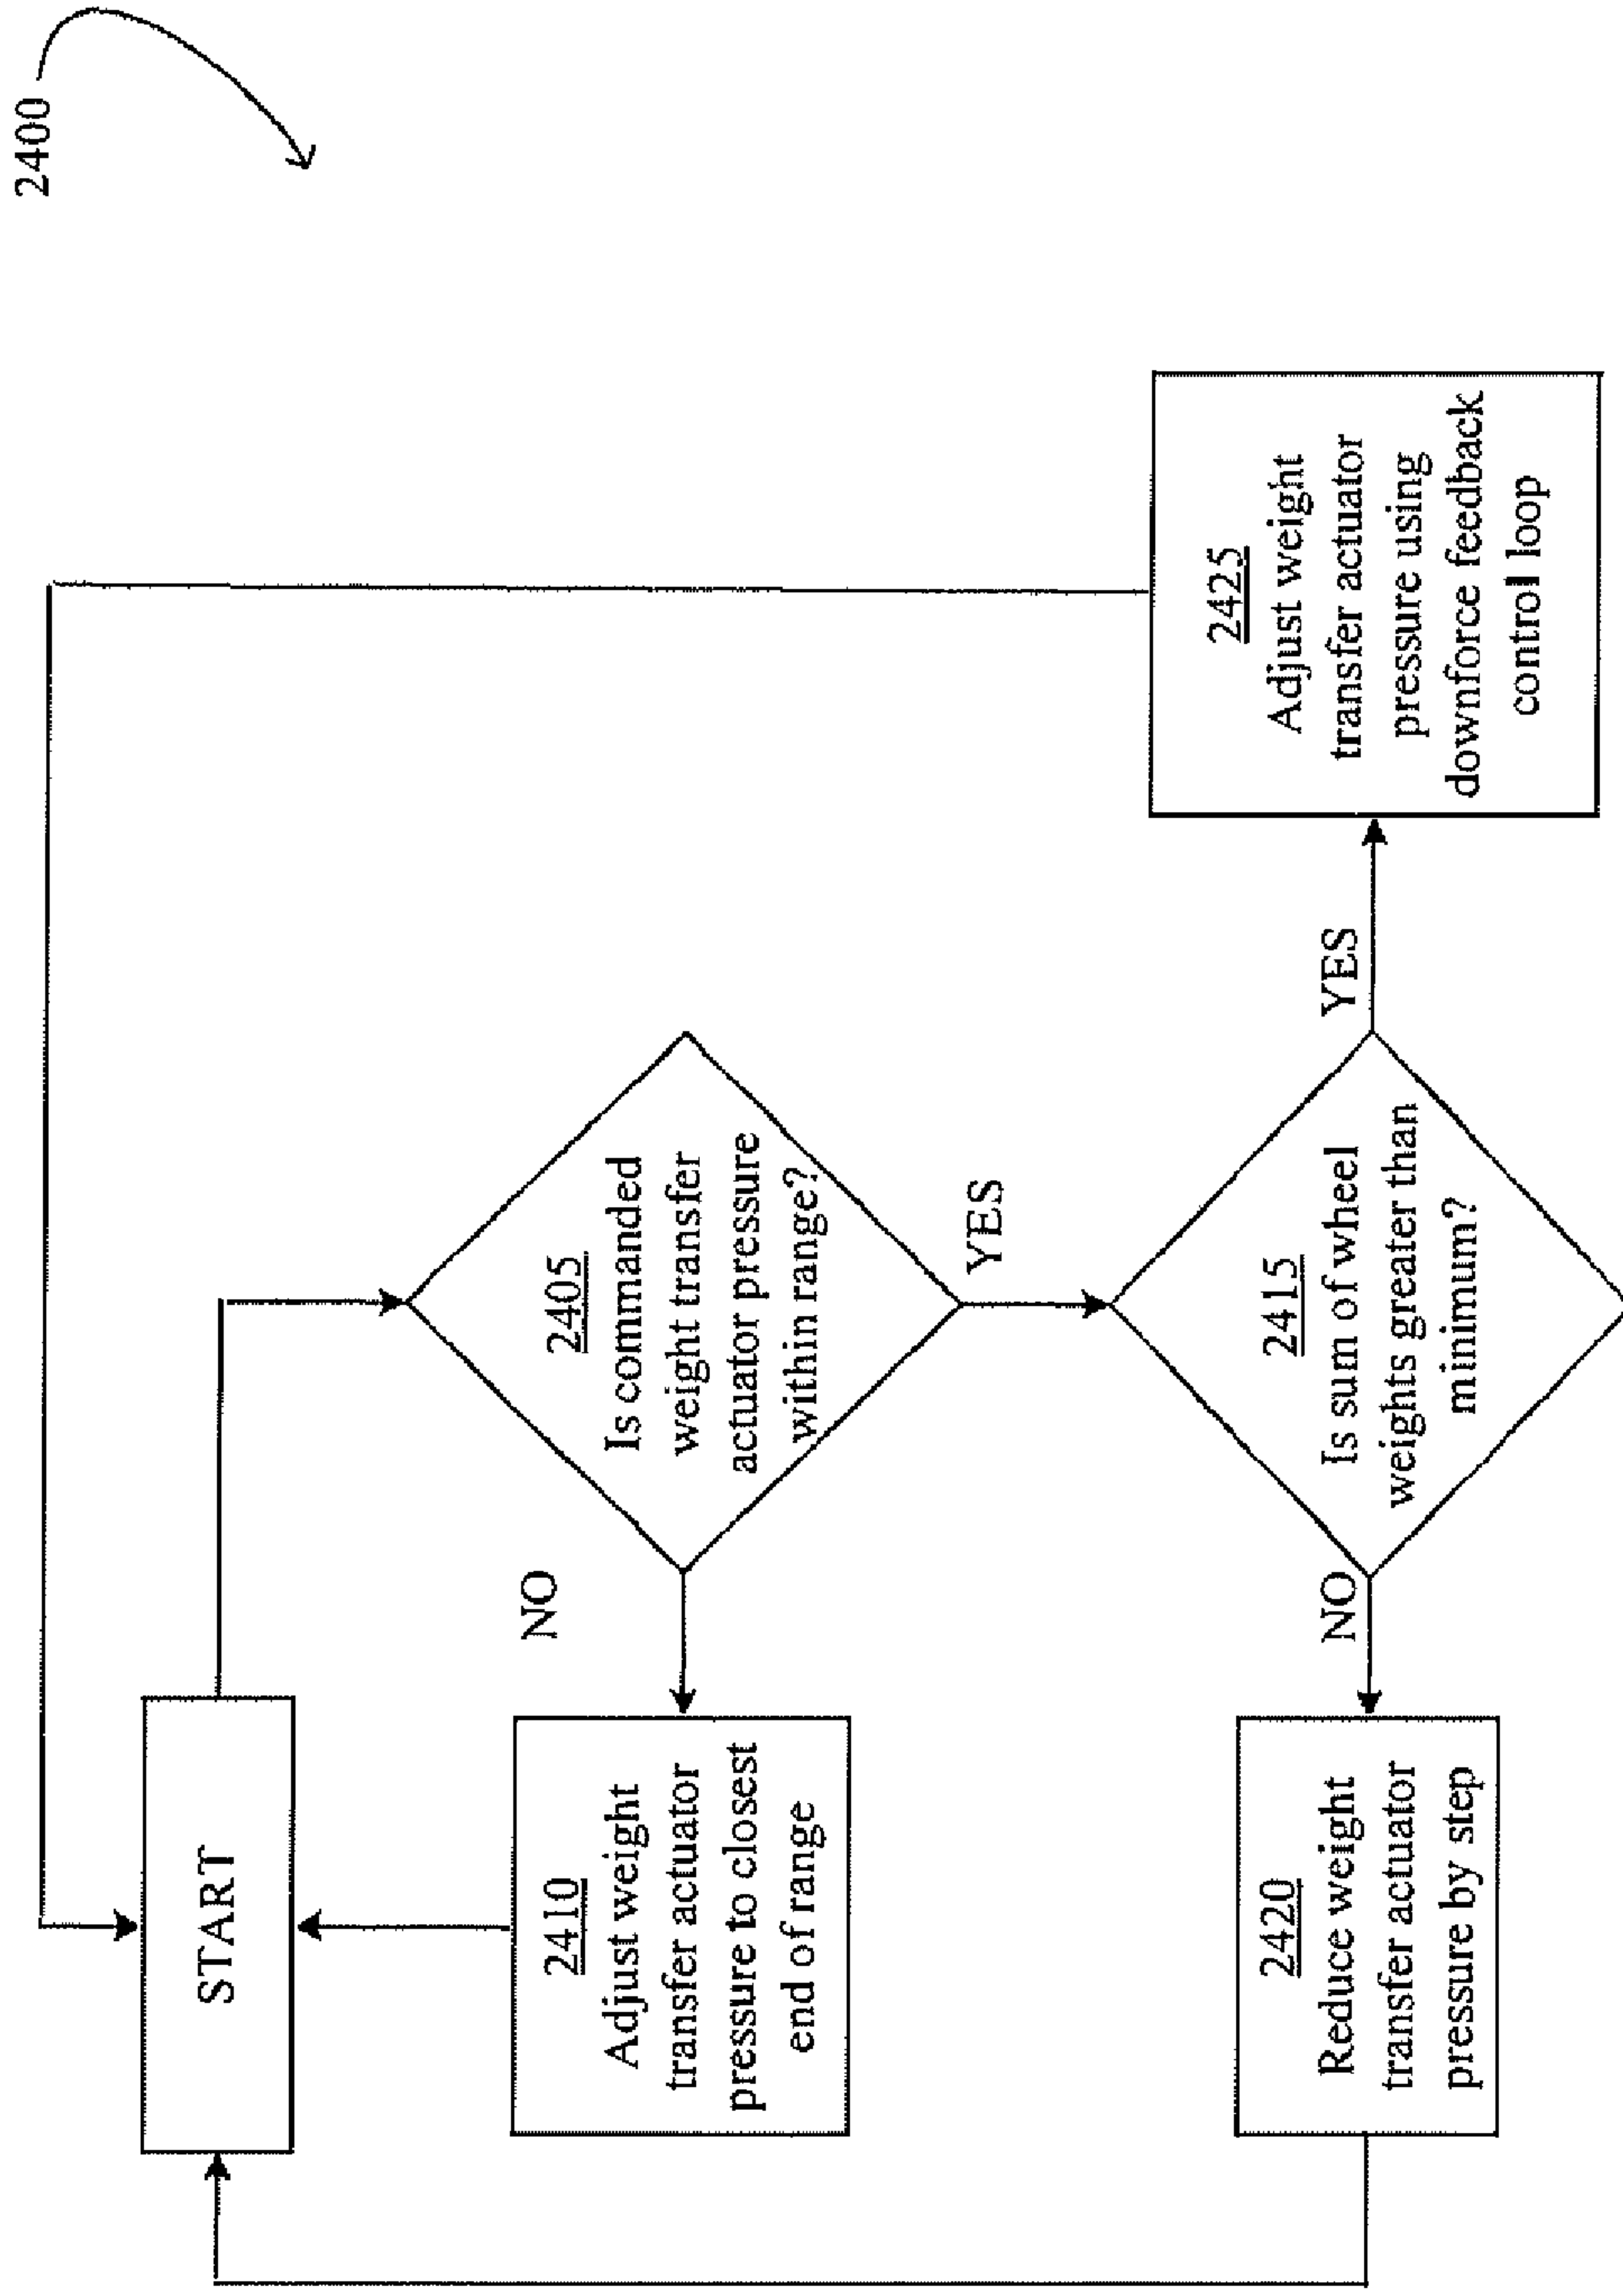 2400
START
2405
Is commanded
weight transfer
actuator pressure
within range?
NO
YES
2410
Adjust weight
transfer actuator
pressure to closest
end of range
2415
Is sum of wheel
weights greater than
minimum?
NO
YES
2420
Reduce weight
transfer actuator
pressure by step
2425
Adjust weight
transfer actuator
pressure using
downforce feedback
control loop